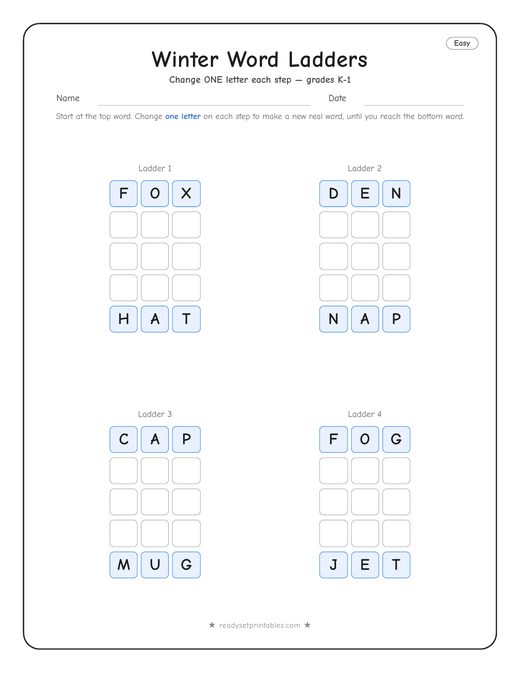 Easy
Winter Word Ladders
Change ONE letter each step — grades K-1
Name Date
Start at the top word. Change one letter on each step to make a new real word, until you reach the bottom word.
Ladder 1 Ladder 2
F O X D E N
H A T N A P
Ladder 3 Ladder 4
C A P F O G
M U G J E T
★ readysetprintables.com ★